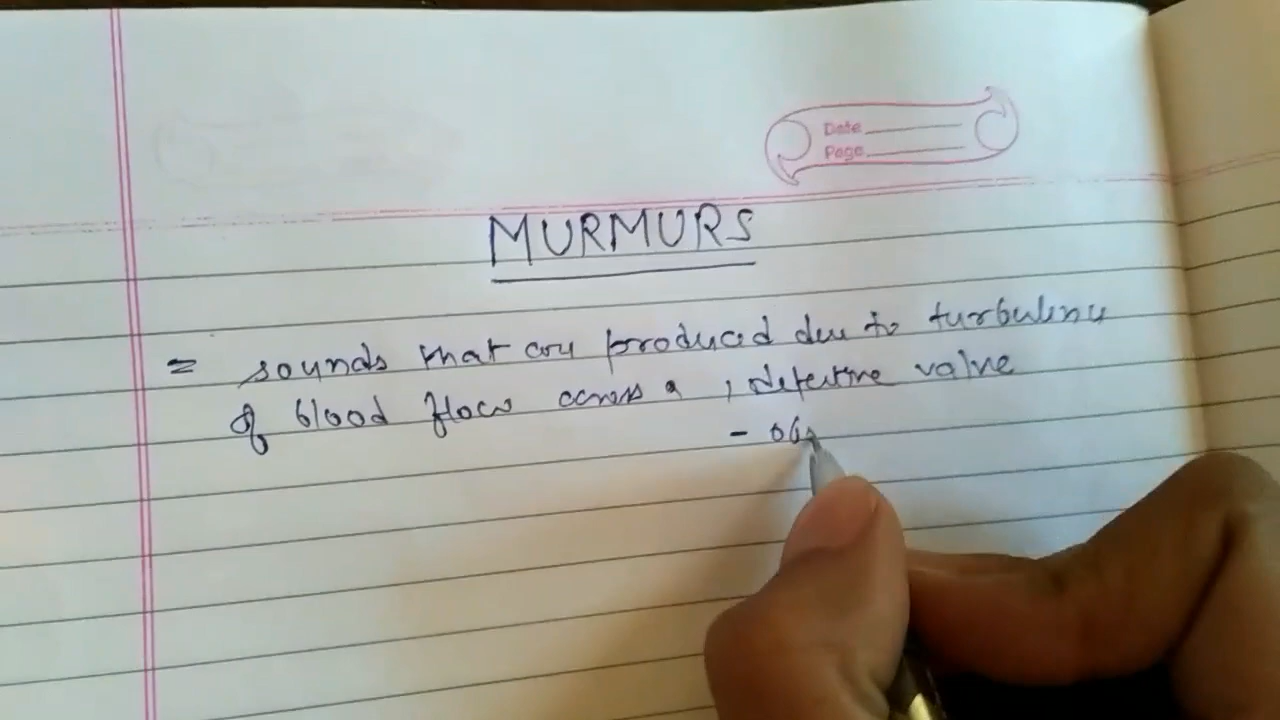 Date
Page
MURMURS
= sounds that are produced due to turbulence
of blood flow across a , defective valve
-